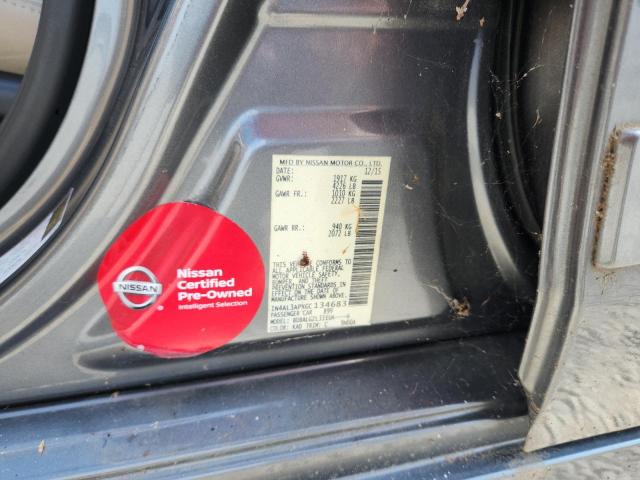 MFD BY NISSAN MOTOR CO., LTD.
DATE: 12/15
GVWR: 1917 KG
4226 LB
GAWR FR: 1010 KG
2227 LB
GAWR RR: 940 KG
2072 LB
THIS VEHICLE CONFORMS TO
ALL APPLICABLE FEDERAL
MOTOR VEHICLE SAFETY,
BUMPER, AND THEFT
PREVENTION STANDARDS IN
EFFECT ON THE DATE OF
MANUFACTURE SHOWN ABOVE
1N4AL3APXGC134683
PASSENGER CAR
COLOR: KAD TRIM: G
NISSAN
Nissan
Certified
Pre-Owned
Intelligent Selection